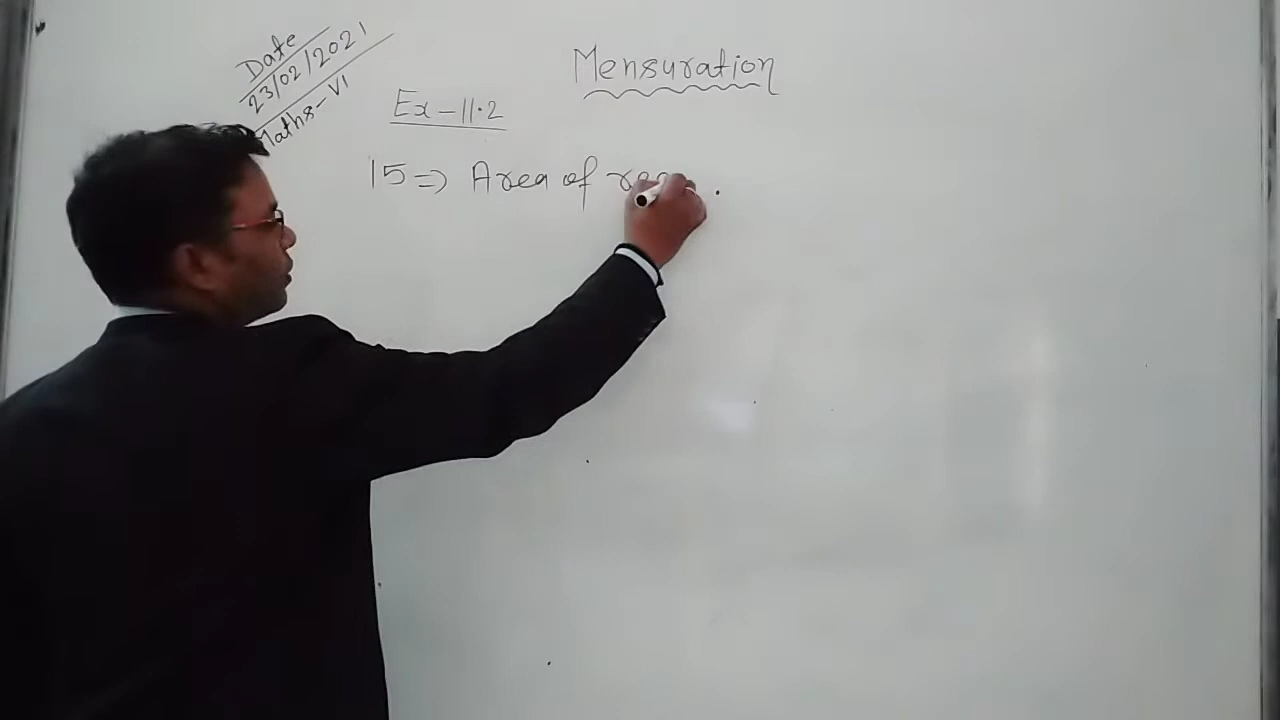 Date
23/02/2021
Maths-VI
Mensuration
Ex-11.2
15=> Area of